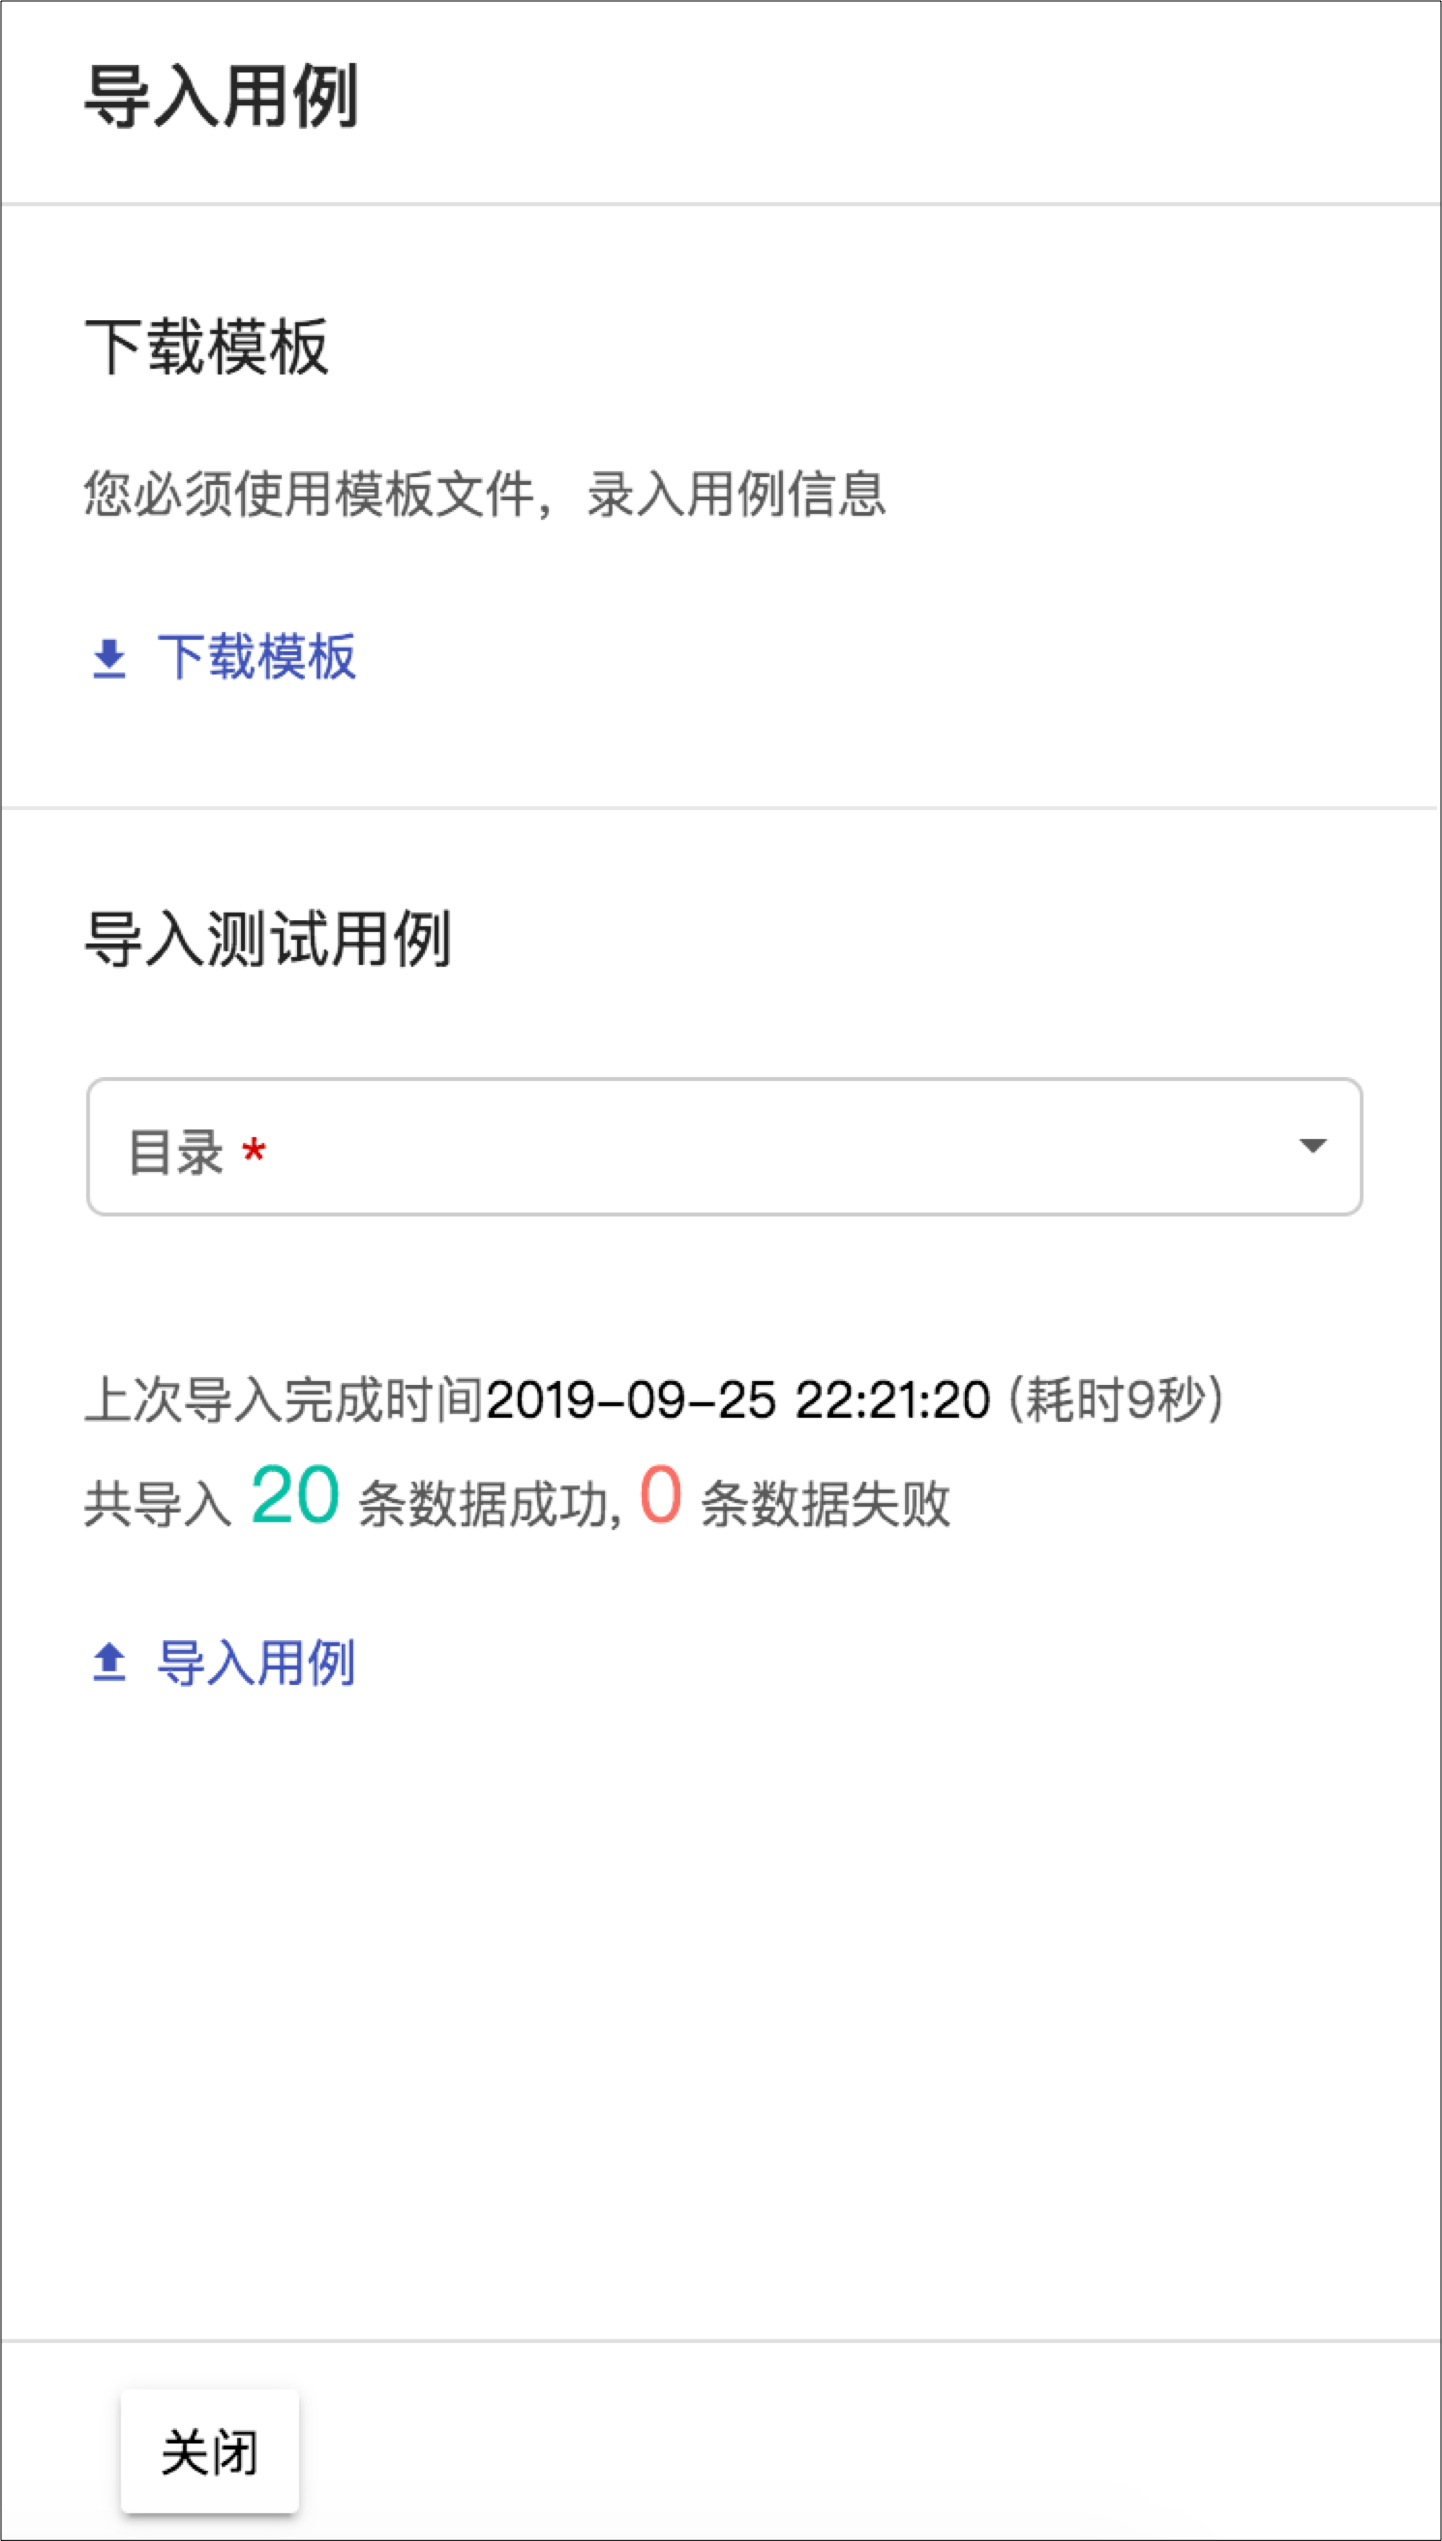 导入用例
下载模板
您必须使用模板文件，录入用例信息
下载模板
导入测试用例
目录 *
上次导入完成时间2019-09-25 22:21:20 (耗时9秒)
共导入 20 条数据成功, 0 条数据失败
导入用例
关闭